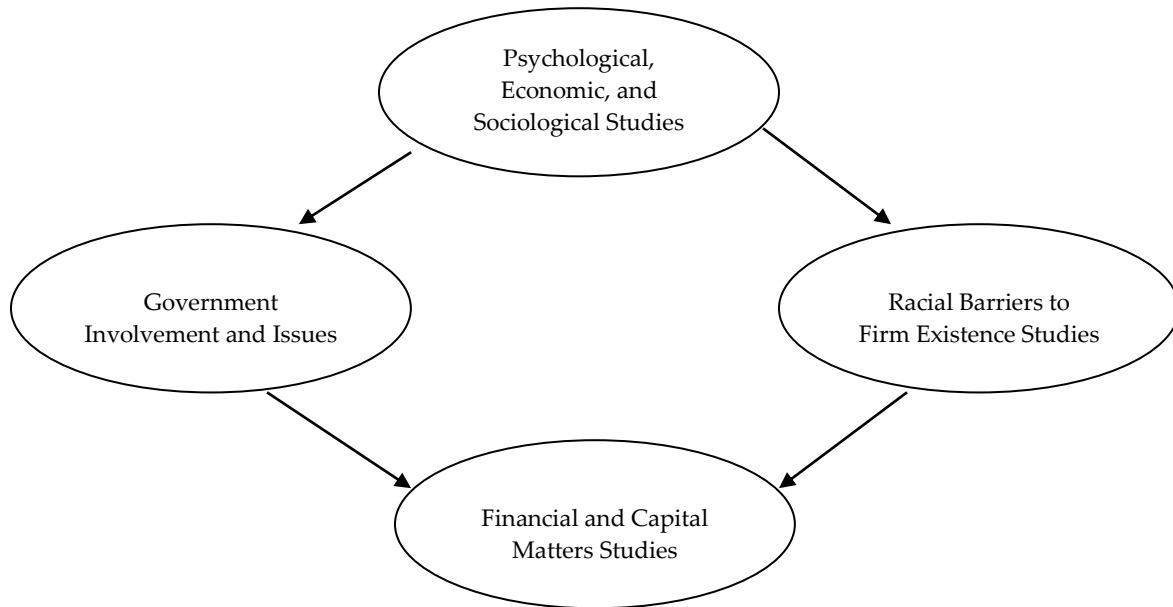 Psychological,
Economic, and
Sociological Studies
Government
Involvement and Issues
Racial Barriers to
Firm Existence Studies
Financial and Capital
Matters Studies